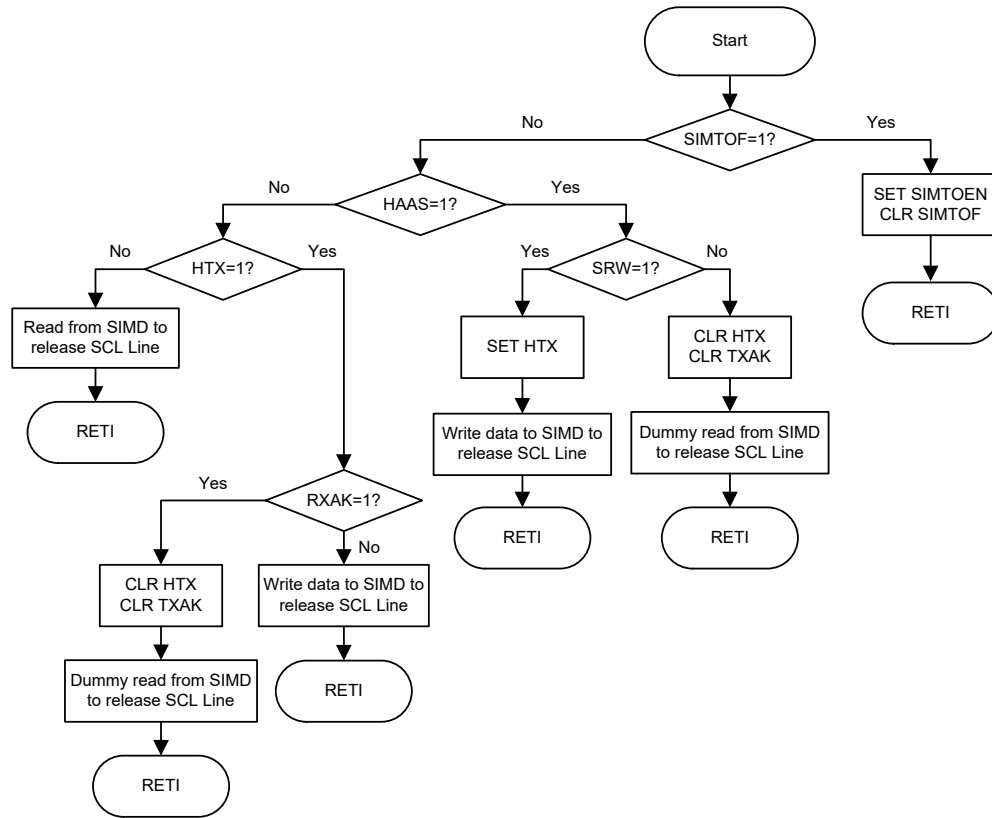 Start
No
SIMTOF=1?
Yes
No
HAAS=1?
Yes
SET SIMTOEN
CLR SIMTOF
No
HTX=1?
Yes
Yes
SRW=1?
No
RETI
Read from SIMD to
release SCL Line
SET HTX
CLR HTX
CLR TXAK
RETI
Write data to SIMD to
release SCL Line
Dummy read from SIMD
to release SCL Line
Yes
RXAK=1?
RETI
RETI
No
CLR HTX
CLR TXAK
Write data to SIMD to
release SCL Line
Dummy read from SIMD
to release SCL Line
RETI
RETI